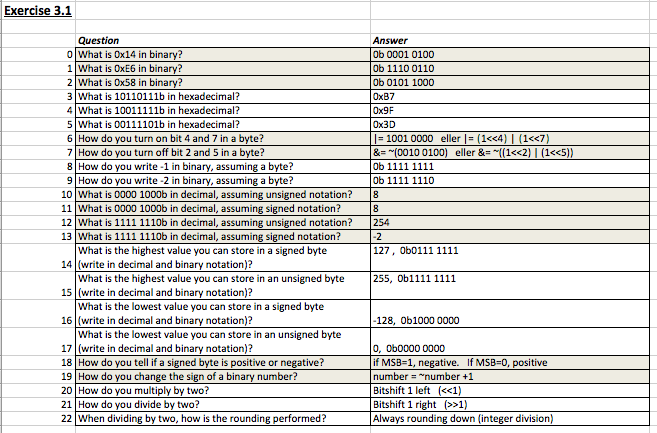 Exercise 3.1
Question Answer
0 What is 0x14 in binary? 0b 0001 0100
1 What is 0xE6 in binary? 0b 1110 0110
2 What is 0x58 in binary? 0b 0101 1000
3 What is 10110111b in hexadecimal? 0xB7
4 What is 10011111b in hexadecimal? 0x9F
5 What is 00111101b in hexadecimal? 0x3D
6 How do you turn on bit 4 and 7 in a byte? |= 1001 0000 eller |= (1<<4) | (1<<7)
7 How do you turn off bit 2 and 5 in a byte? &= ~(0010 0100) eller &= ~((1<<2) | (1<<5))
8 How do you write -1 in binary, assuming a byte? 0b 1111 1111
9 How do you write -2 in binary, assuming a byte? 0b 1111 1110
10 What is 0000 1000b in decimal, assuming unsigned notation? 8
11 What is 0000 1000b in decimal, assuming signed notation? 8
12 What is 1111 1110b in decimal, assuming unsigned notation? 254
13 What is 1111 1110b in decimal, assuming signed notation? -2
What is the highest value you can store in a signed byte 127 , 0b0111 1111
14 (write in decimal and binary notation)?
What is the highest value you can store in an unsigned byte 255, 0b1111 1111
15 (write in decimal and binary notation)?
What is the lowest value you can store in a signed byte
16 (write in decimal and binary notation)? -128, 0b1000 0000
What is the lowest value you can store in an unsigned byte
17 (write in decimal and binary notation)? 0, 0b0000 0000
18 How do you tell if a signed byte is positive or negative? if MSB=1, negative. If MSB=0, positive
19 How do you change the sign of a binary number? number = ~number +1
20 How do you multiply by two? Bitshift 1 left (<<1)
21 How do you divide by two? Bitshift 1 right (>>1)
22 When dividing by two, how is the rounding performed? Always rounding down (integer division)